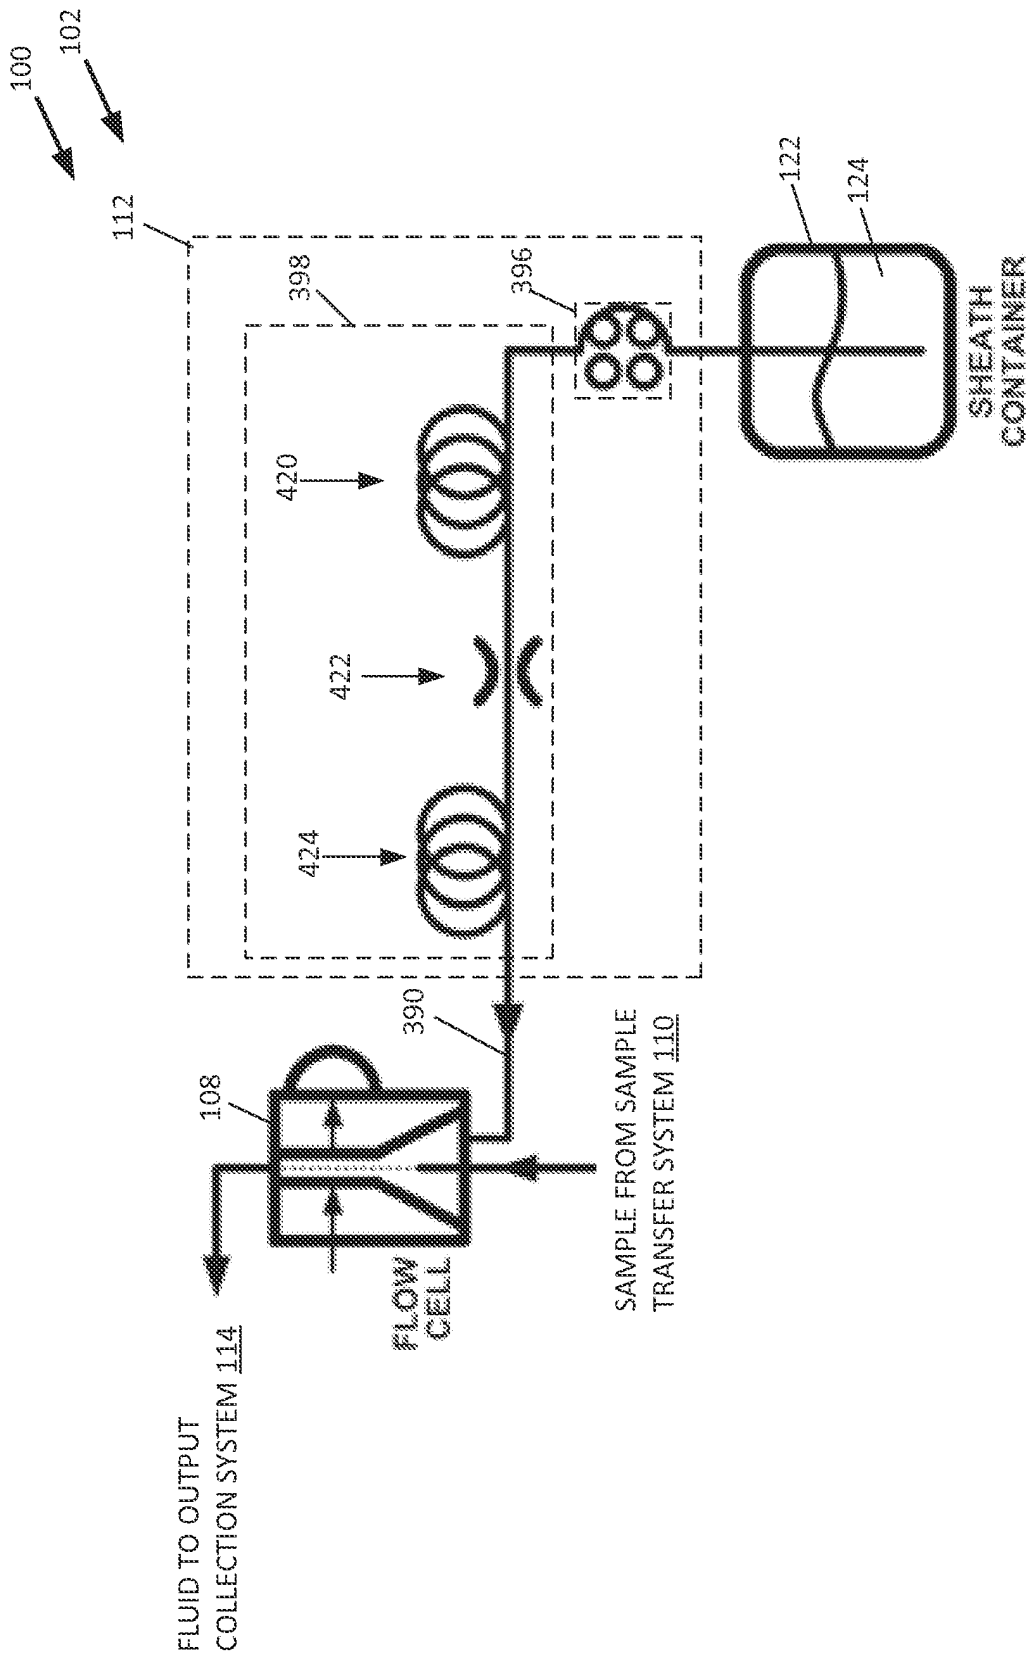 100
102
112
398
396
122
124
SHEATH
CONTAINER
420
422
424
390
108
FLOW
CELL
SAMPLE FROM SAMPLE
TRANSFER SYSTEM 110
FLUID TO OUTPUT
COLLECTION SYSTEM 114